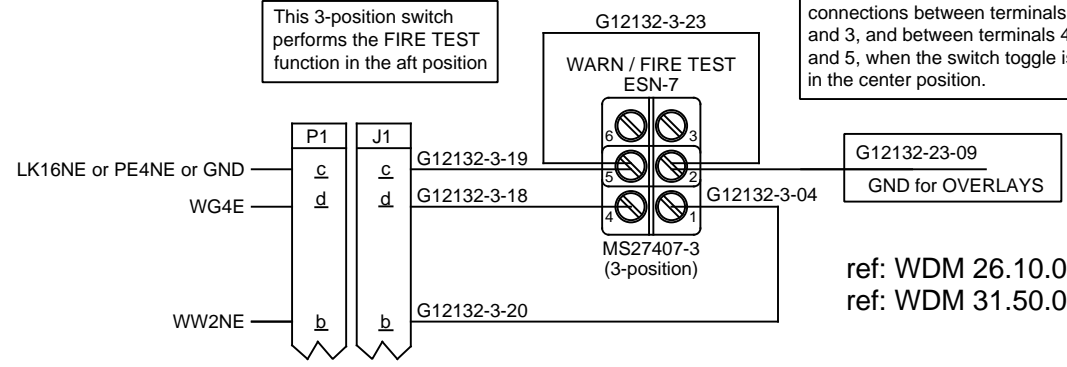 This 3-position switch
performs the FIRE TEST
function in the aft position
G12132-3-23
connections between terminals
and 3, and between terminals 4
and 5, when the switch toggle
in the center position.
WARN / FIRE TEST
ESN-7
P1
J1
6
3
G12132-3-19
LK16NE or PE4NE or GND
c
c
5
2
G12132-23-09
GND for OVERLAYS
G12132-3-18
WG4E
d
d
4
1
G12132-3-04
MS27407-3
(3-position)
ref: WDM 26.10.0
ref: WDM 31.50.0
G12132-3-20
WW2NE
b
b